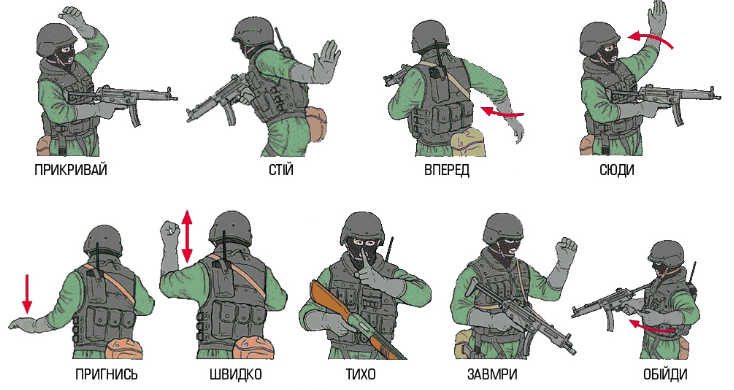 ПРИКРИВАЙ СТІЙ ВПЕРЕД СЮДИ
ПРИГНИСЬ ШВИДКО ТИХО ЗАВМРИ ОБІЙДИ